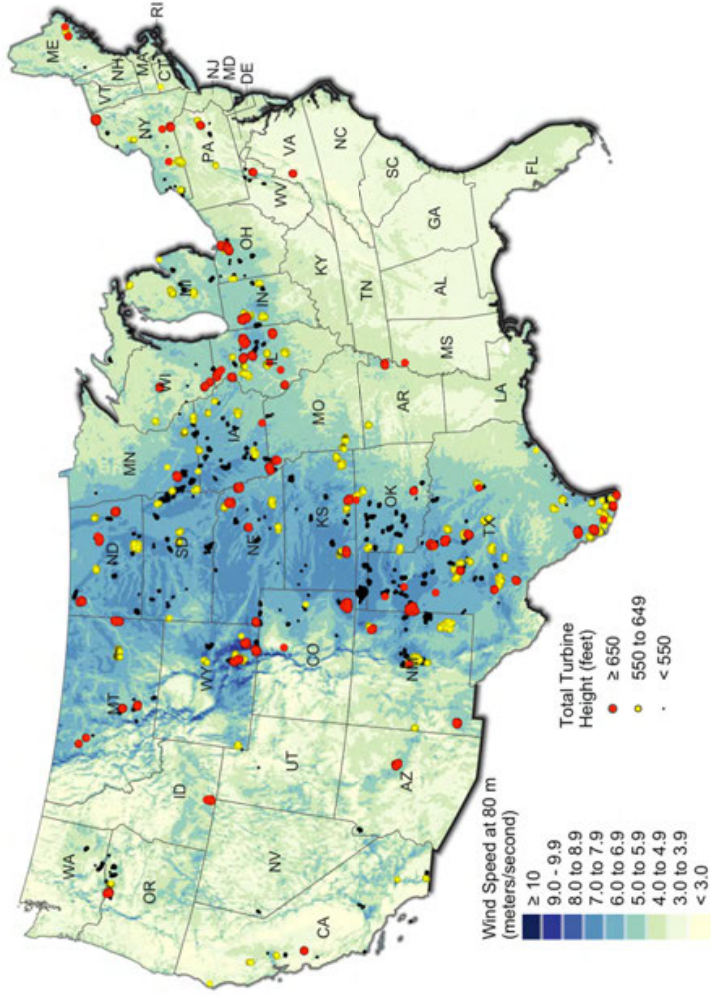 WA
OR
CA
NV
ID
UT
AZ
MT
WY
CO
NM
ND
SD
NE
KS
OK
TX
MN
IA
MO
AR
LA
WI
IL
MI
IN
OH
KY
TN
MS
AL
GA
FL
SC
NC
VA
WV
PA
NY
VT
NH
ME
MA
CT
RI
NJ
MD
DE
Wind Speed at 80 m
(meters/second)
≥ 10
9.0 - 9.9
8.0 to 8.9
7.0 to 7.9
6.0 to 6.9
5.0 to 5.9
4.0 to 4.9
3.0 to 3.9
< 3.0
Total Turbine
Height (feet)
≥ 650
550 to 649
< 550